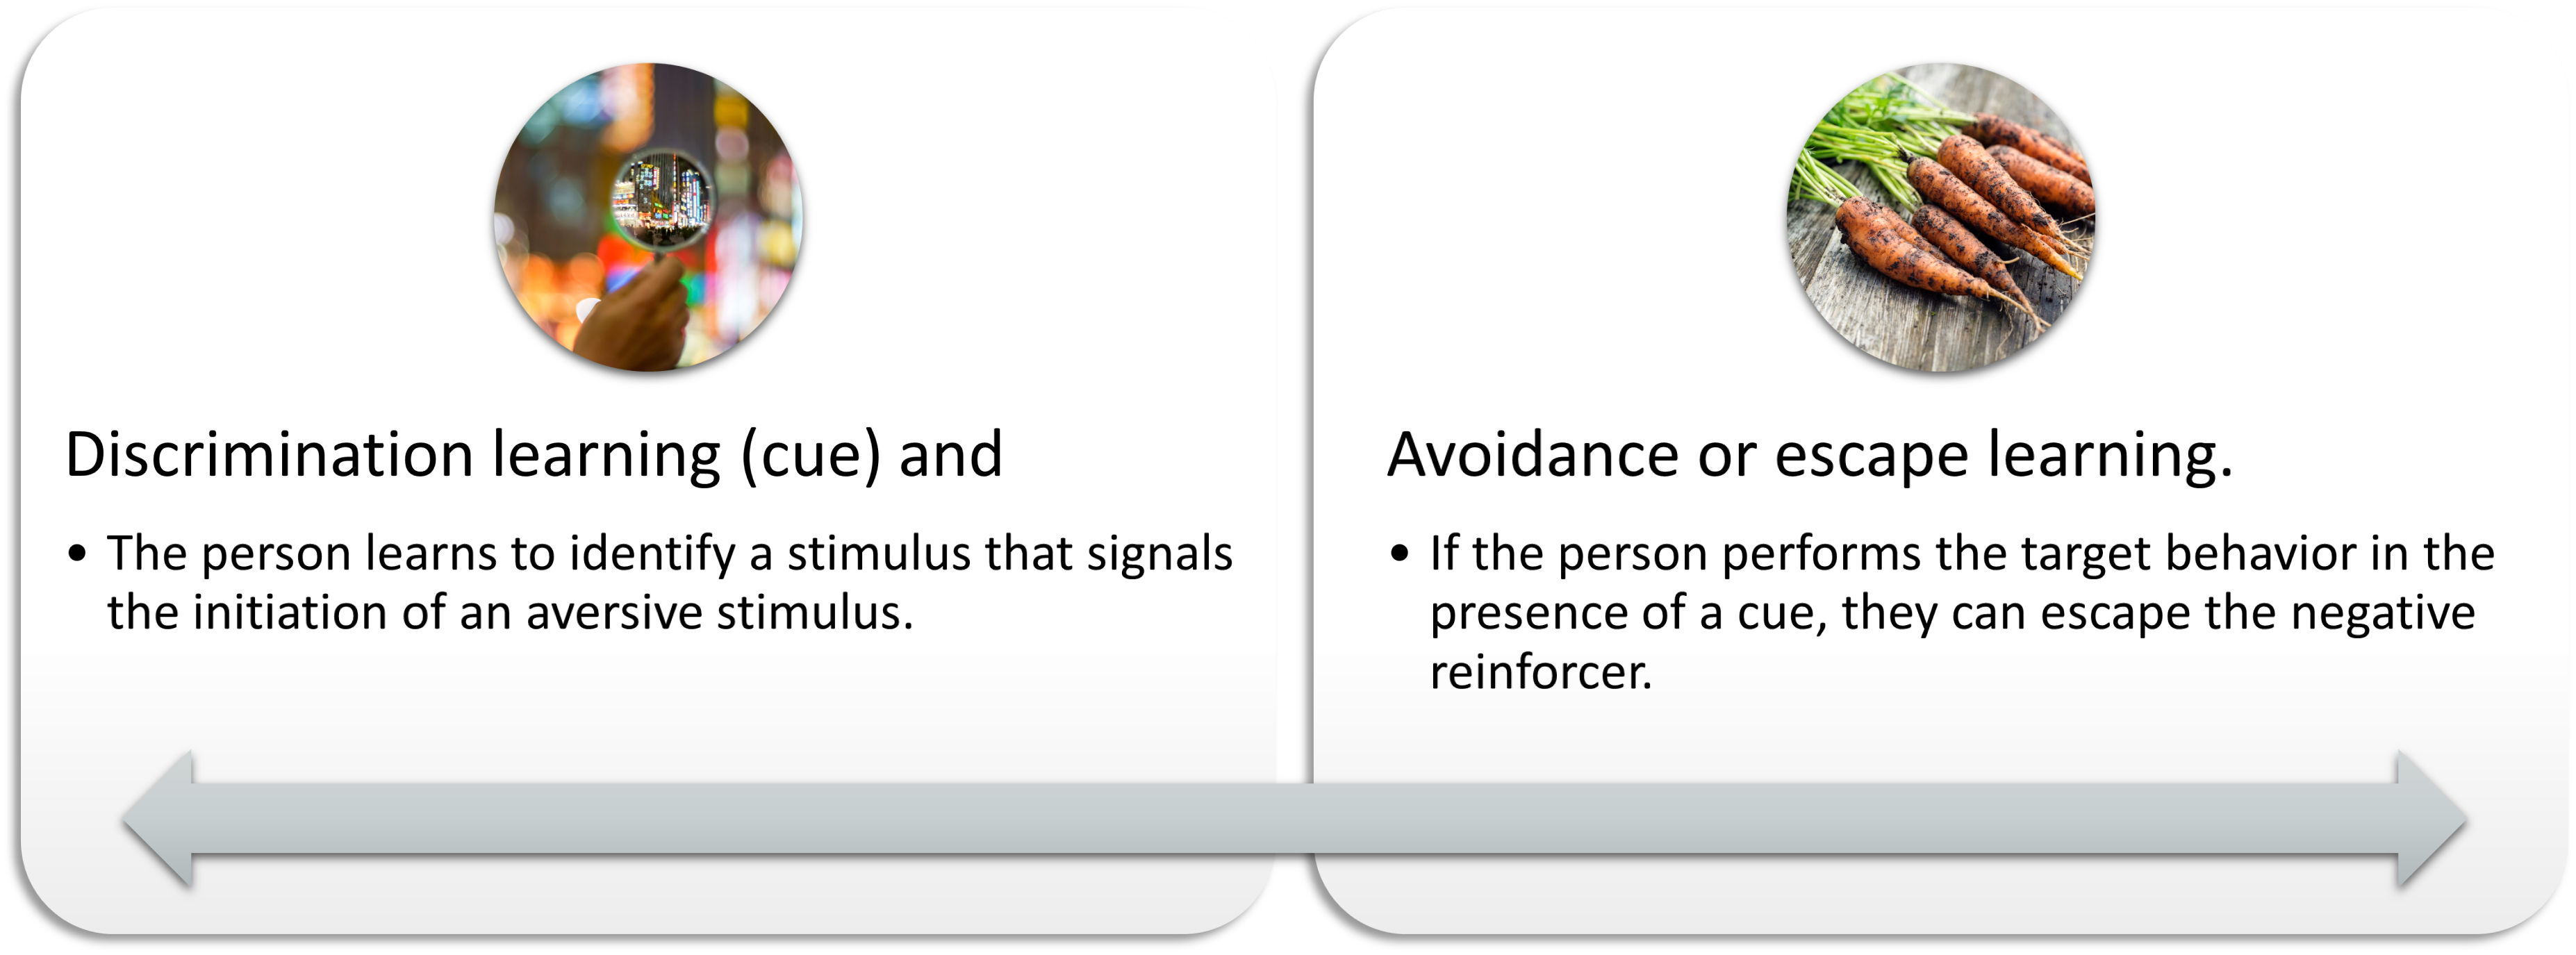 Discrimination learning (cue) and
• The person learns to identify a stimulus that signals
the initiation of an aversive stimulus.
Avoidance or escape learning.
• If the person performs the target behavior in the
presence of a cue, they can escape the negative
reinforcer.